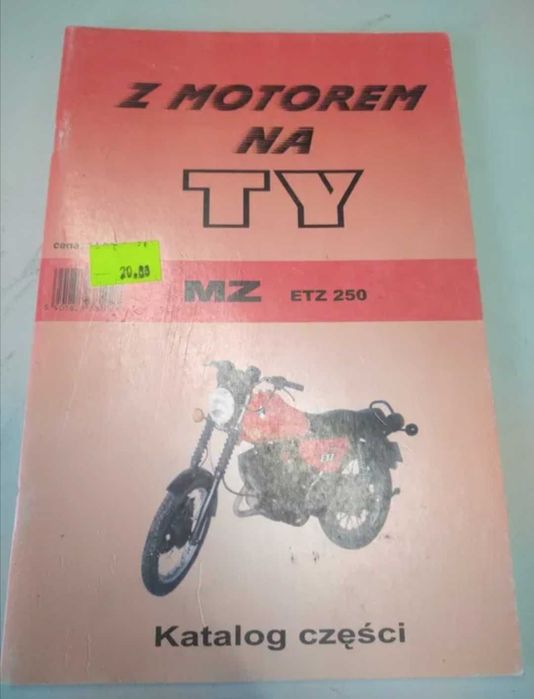 Z MOTOREM
NA
TY
cena
20.00
MZ ETZ 250
Katalog części